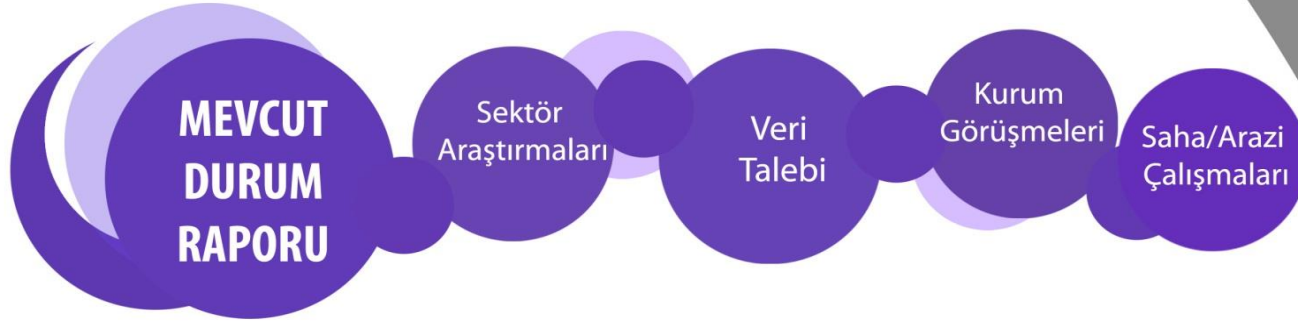 MEVCUT
DURUM
RAPORU
Sektör
Araştırmaları
Veri
Talebi
Kurum
Görüşmeleri
Saha/Arazi
Çalışmaları